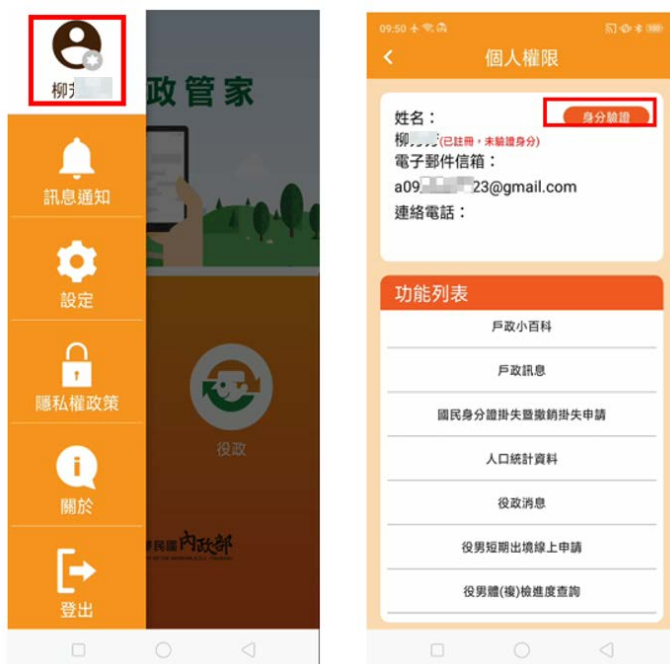 柳
政管家
訊息通知
設定
隱私權政策
役政
關於
民國內政部
登出
09:50
個人權限
姓名：
身分驗證
柳 (已註冊，未驗證身分)
電子郵件信箱：
a09 23@gmail.com
連絡電話：
功能列表
戶政小百科
戶政訊息
國民身分證掛失暨撤銷掛失申請
人口統計資料
役政消息
役男短期出境線上申請
役男體(複)檢進度查詢